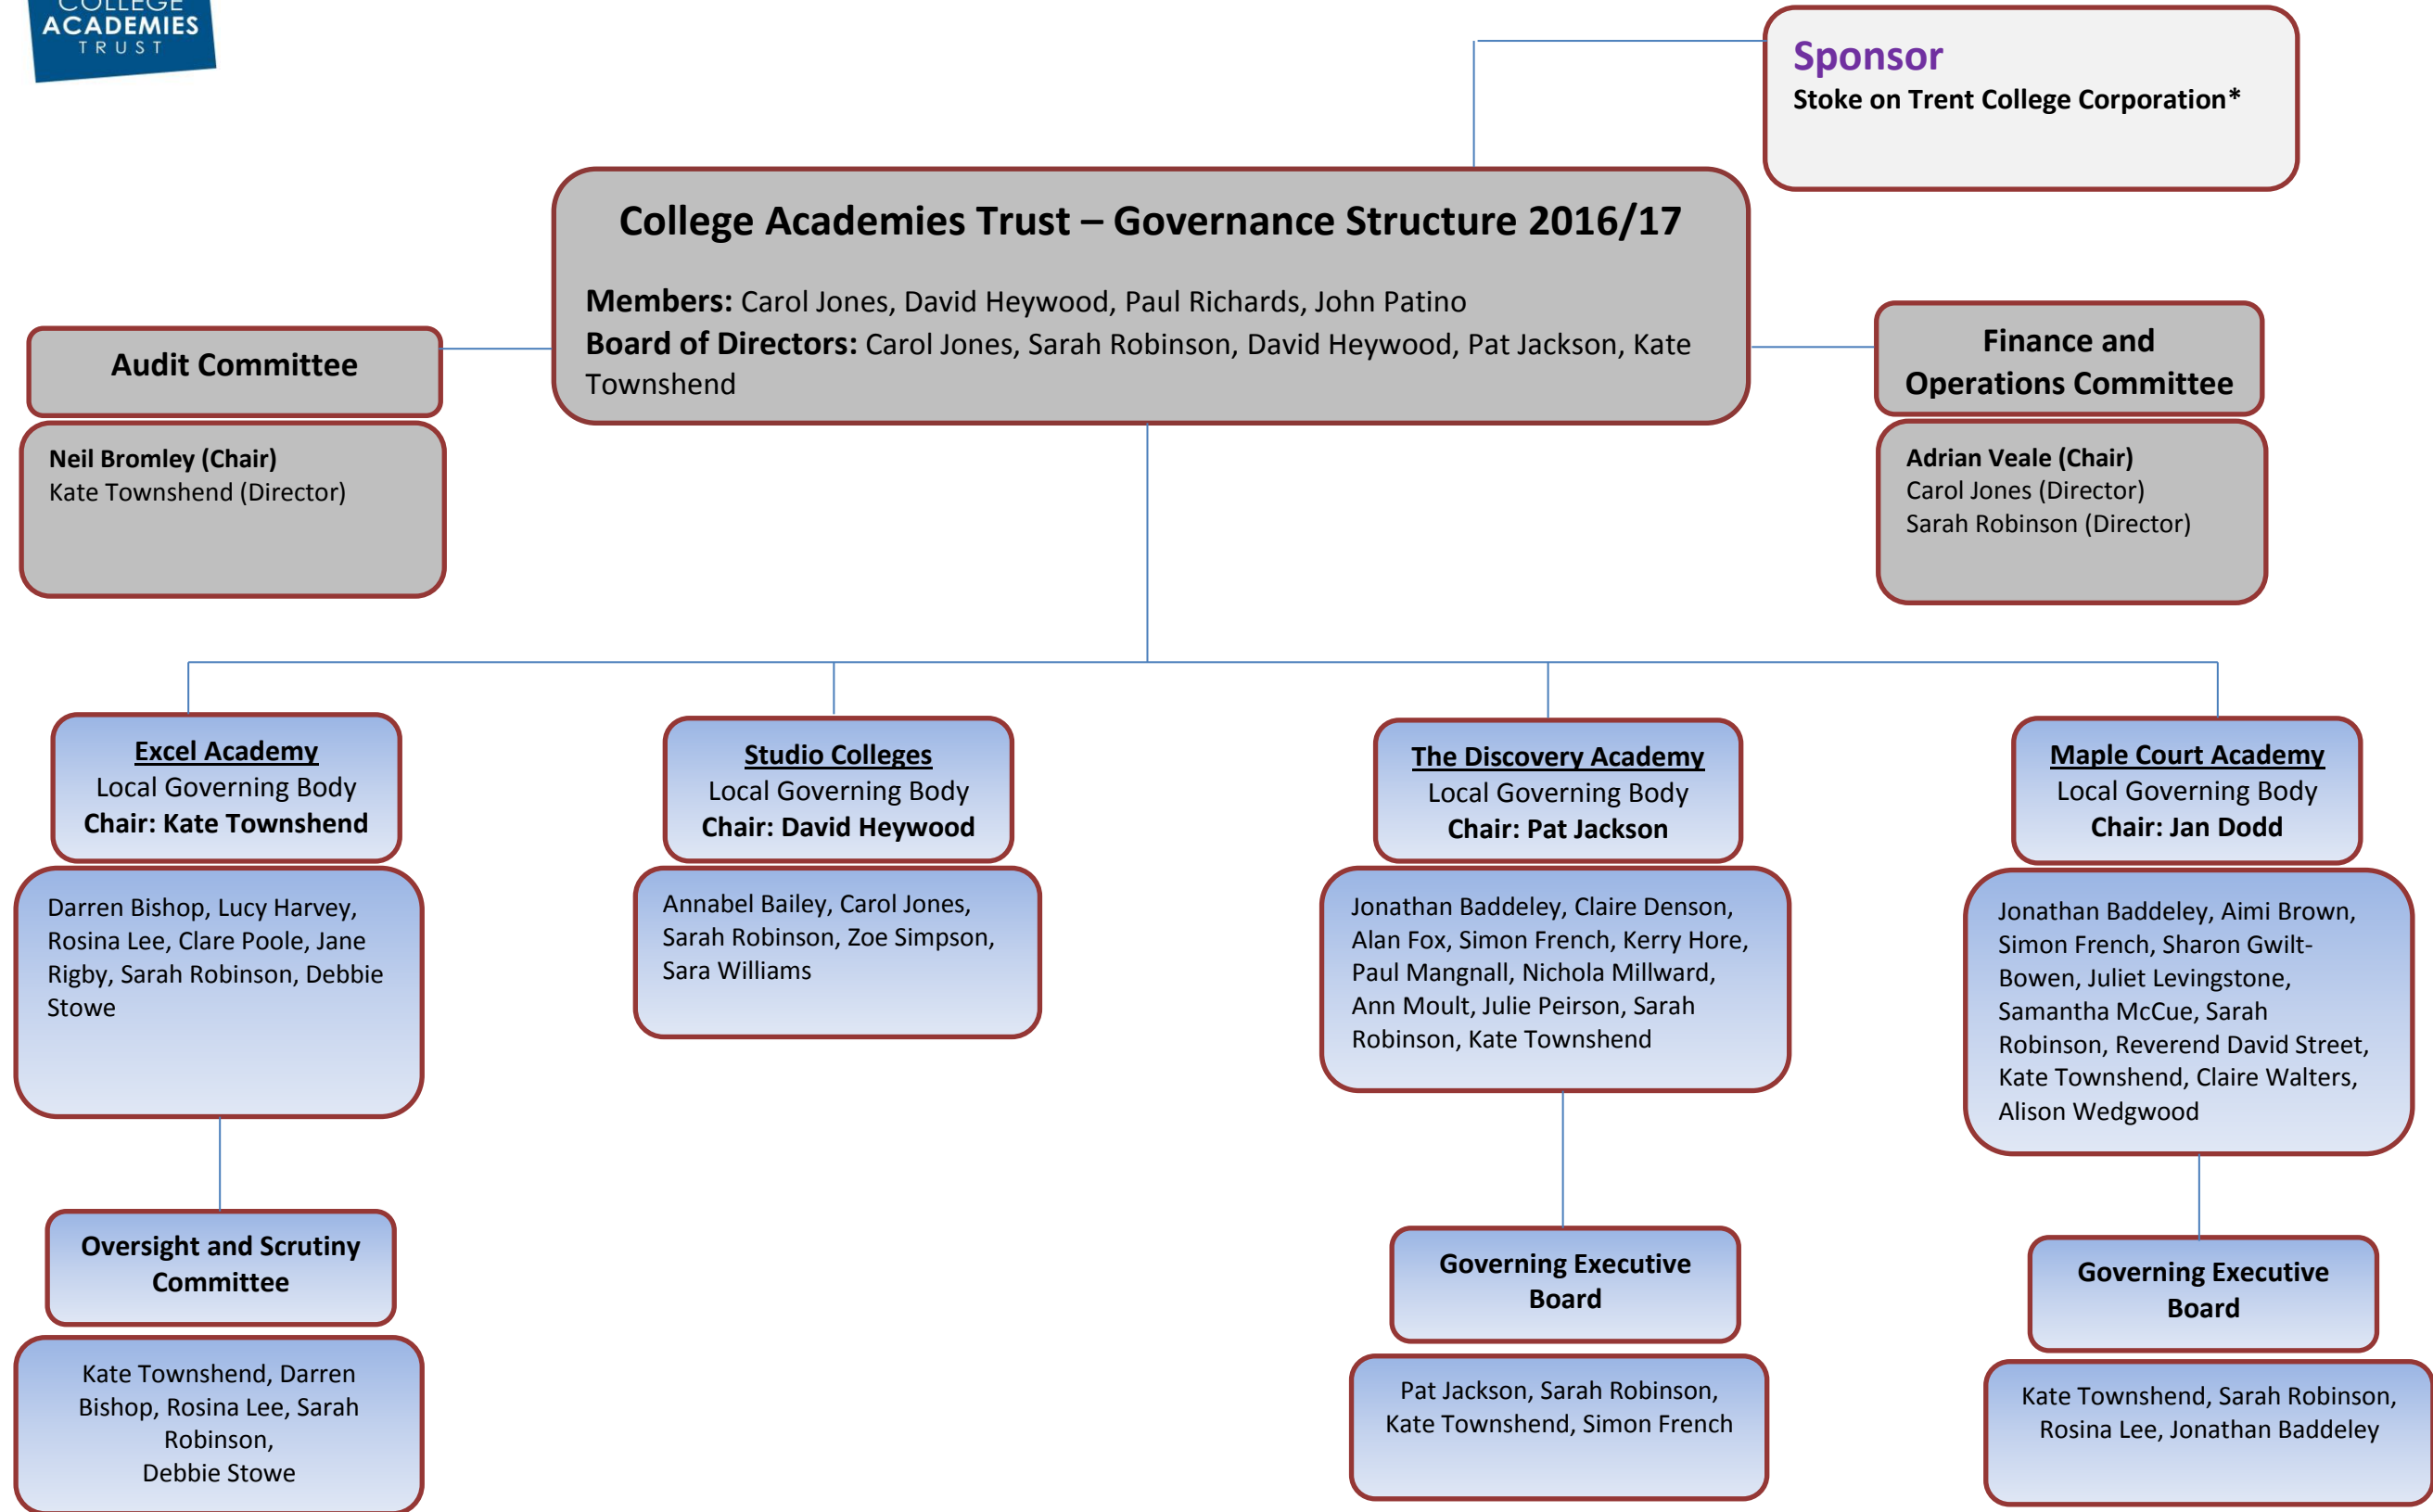 COLLEGE
ACADEMIES
TRUST
Sponsor
Stoke on Trent College Corporation*
College Academies Trust – Governance Structure 2016/17
Members: Carol Jones, David Heywood, Paul Richards, John Patino
Board of Directors: Carol Jones, Sarah Robinson, David Heywood, Pat Jackson, Kate
Townshend
Audit Committee
Neil Bromley (Chair)
Kate Townshend (Director)
Finance and
Operations Committee
Adrian Veale (Chair)
Carol Jones (Director)
Sarah Robinson (Director)
Excel Academy
Local Governing Body
Chair: Kate Townshend
Darren Bishop, Lucy Harvey,
Rosina Lee, Clare Poole, Jane
Rigby, Sarah Robinson, Debbie
Stowe
Oversight and Scrutiny
Committee
Kate Townshend, Darren
Bishop, Rosina Lee, Sarah
Robinson,
Debbie Stowe
Studio Colleges
Local Governing Body
Chair: David Heywood
Annabel Bailey, Carol Jones,
Sarah Robinson, Zoe Simpson,
Sara Williams
The Discovery Academy
Local Governing Body
Chair: Pat Jackson
Jonathan Baddeley, Claire Denson,
Alan Fox, Simon French, Kerry Hore,
Paul Mangnall, Nichola Millward,
Ann Moult, Julie Peirson, Sarah
Robinson, Kate Townshend
Governing Executive
Board
Pat Jackson, Sarah Robinson,
Kate Townshend, Simon French
Maple Court Academy
Local Governing Body
Chair: Jan Dodd
Jonathan Baddeley, Aimi Brown,
Simon French, Sharon Gwilt-
Bowen, Juliet Levingstone,
Samantha McCue, Sarah
Robinson, Reverend David Street,
Kate Townshend, Claire Walters,
Alison Wedgwood
Governing Executive
Board
Kate Townshend, Sarah Robinson,
Rosina Lee, Jonathan Baddeley